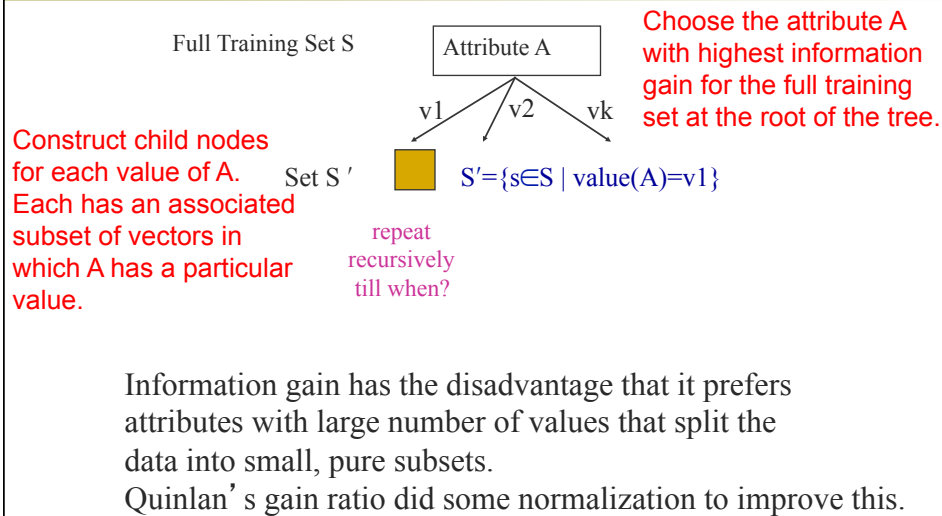 Full Training Set S
Attribute A
Choose the attribute A
with highest information
gain for the full training
set at the root of the tree.
v1
v2
vk
Construct child nodes
for each value of A.
Each has an associated
subset of vectors in
which A has a particular
value.
Set S ′
S′={s∈S | value(A)=v1}
repeat
recursively
till when?
Information gain has the disadvantage that it prefers
attributes with large number of values that split the
data into small, pure subsets.
Quinlan’s gain ratio did some normalization to improve this.